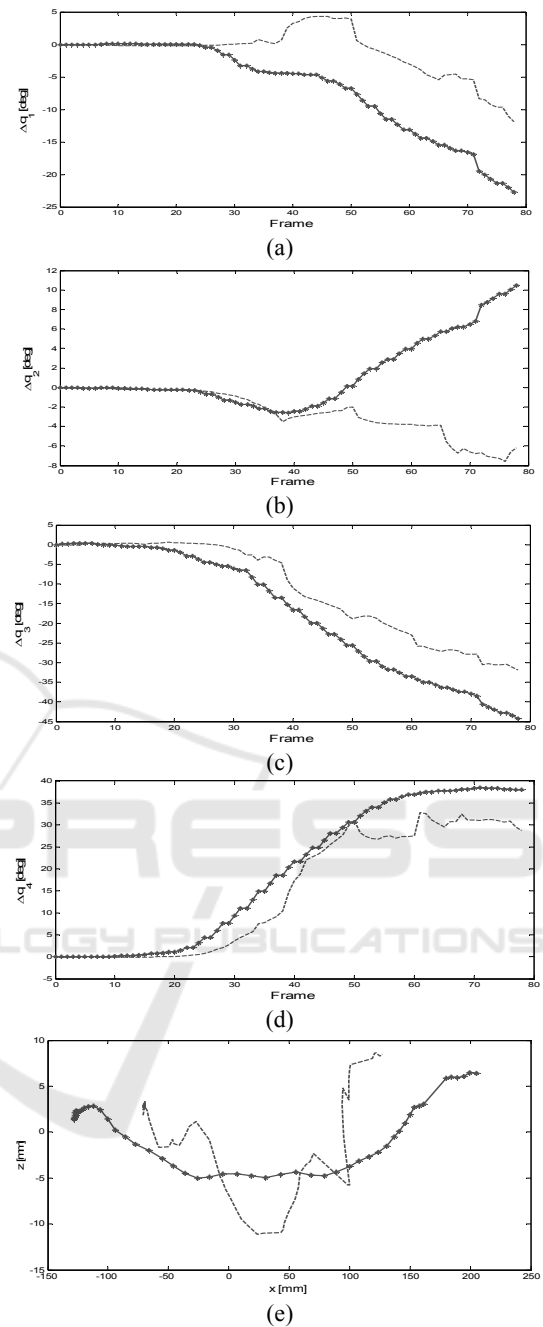 5
0
-5
-10
-15
-20
-25
Δq1 [deg]
0 10 20 30 40 50 60 70 80
Frame
(a)
12
10
8
6
4
2
0
-2
-4
-6
-8
Δq2 [deg]
0 10 20 30 40 50 60 70 80
Frame
(b)
5
0
-5
-10
-15
-20
-25
-30
-35
-40
-45
Δq3 [deg]
0 10 20 30 40 50 60 70 80
Frame
(c)
40
35
30
25
20
15
10
5
0
-5
Δq4 [deg]
0 10 20 30 40 50 60 70 80
Frame
(d)
PRESS
LOGY PUBLICATIONS
10
5
0
-5
-10
-15
z [mm]
-150 -100 -50 0 50 100 150 200 250
x [mm]
(e)